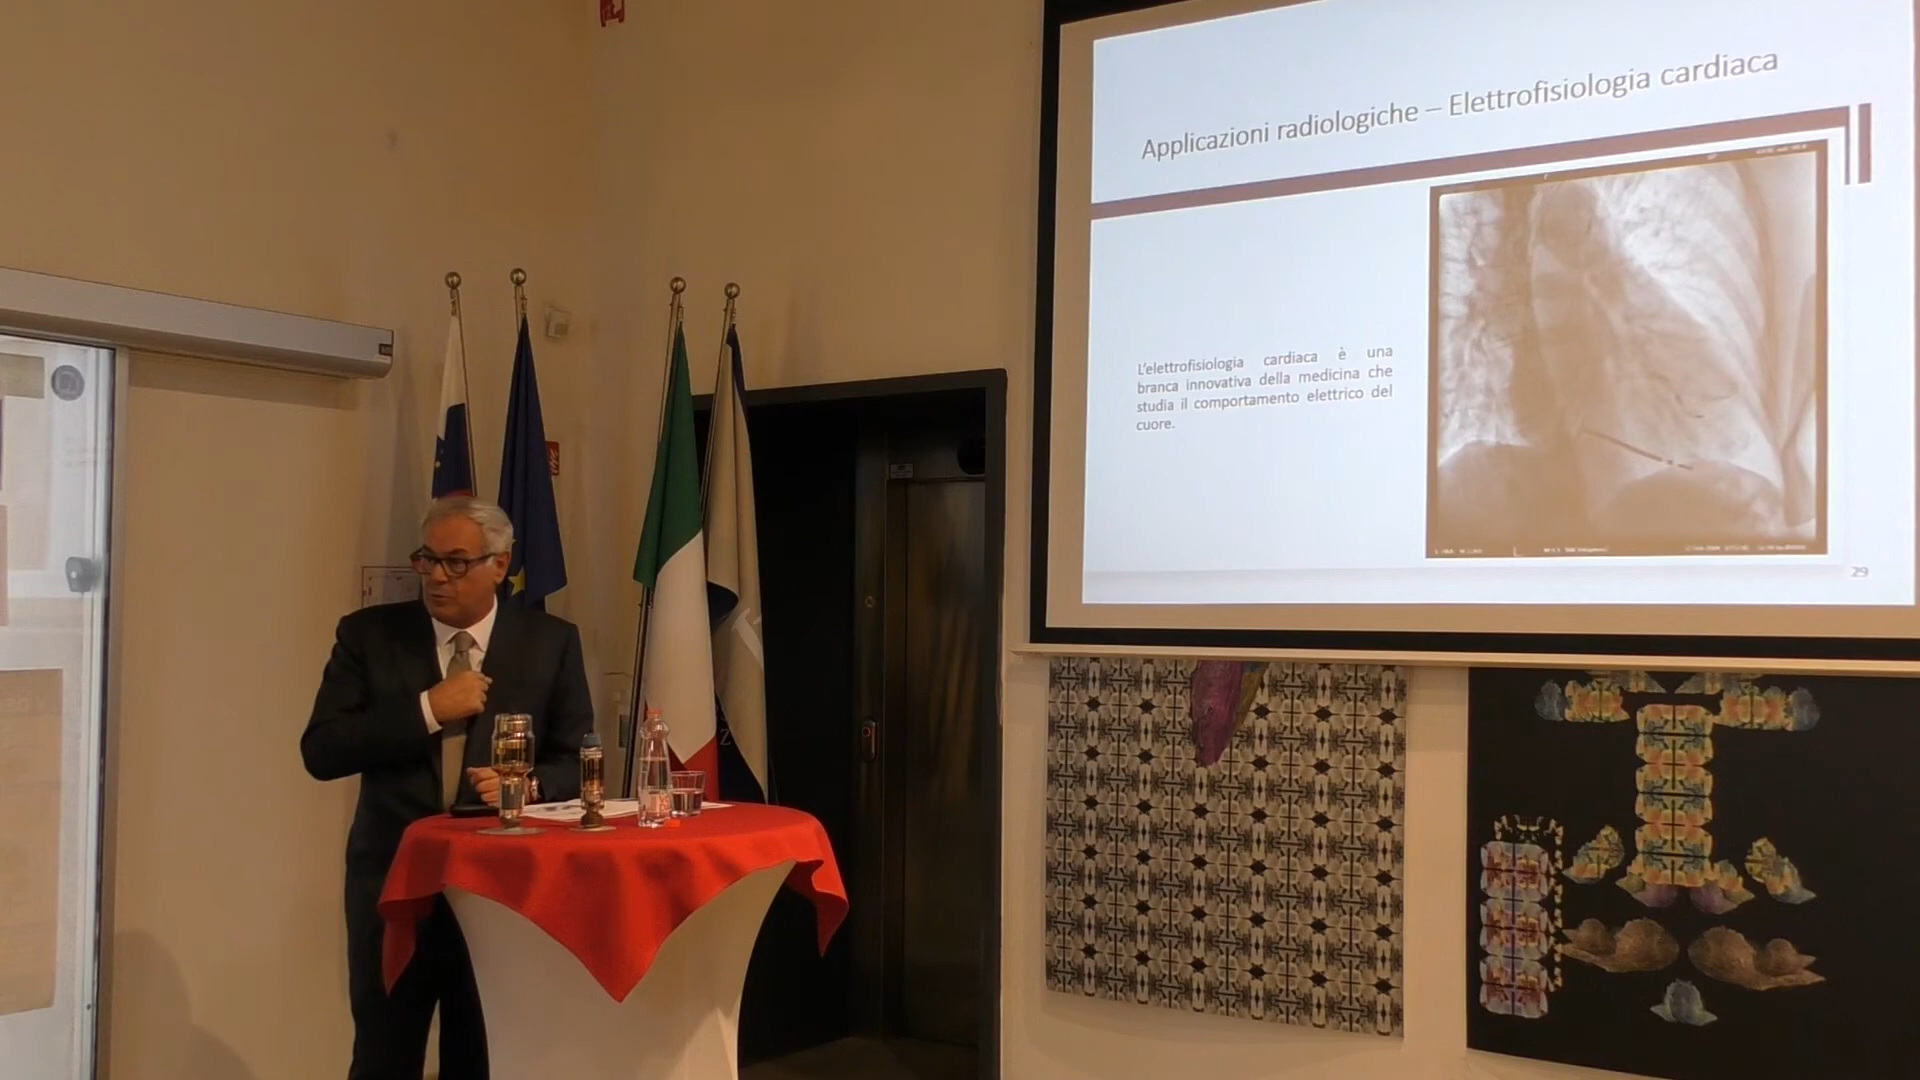 Applicazioni radiologiche – Elettrofisiologia cardiaca
L'elettrofisiologia cardiaca è una
branca innovativa della medicina che
studia il comportamento elettrico del
cuore.
29